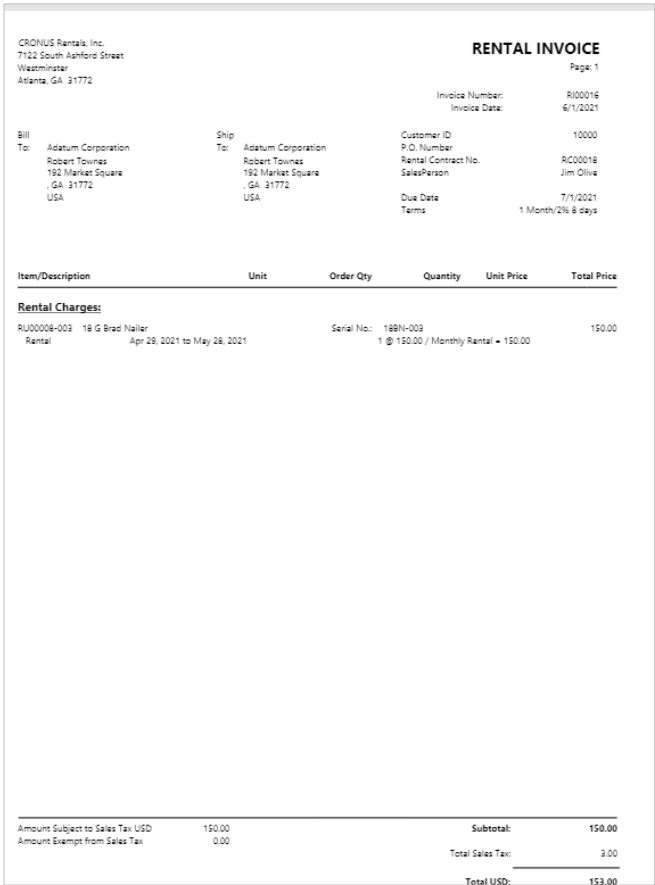 CRONUS Rentals, Inc.
7122 South Ashford Street
Westminster
Atlanta, GA 31772
RENTAL INVOICE
Page: 1
Invoice Number: RI00016
Invoice Date: 6/1/2021
Bill
To: Adatum Corporation
Robert Townes
192 Market Square
, GA 31772
USA
Ship
To: Adatum Corporation
Robert Townes
192 Market Square
, GA 31772
USA
Customer ID 10000
P.O. Number
Rental Contract No. RC00018
SalesPerson Jim Olive
Due Date 7/1/2021
Terms 1 Month/2% 8 days
Item/Description Unit Order Qty Quantity Unit Price Total Price
Rental Charges:
RU00008-003 18 G Brad Nailer Serial No.: 18BN-003 150.00
Rental Apr 29, 2021 to May 28, 2021 1 @ 150.00 / Monthly Rental = 150.00
Amount Subject to Sales Tax USD 150.00
Amount Exempt from Sales Tax 0.00
Subtotal: 150.00
Total Sales Tax: 3.00
Total USD: 153.00